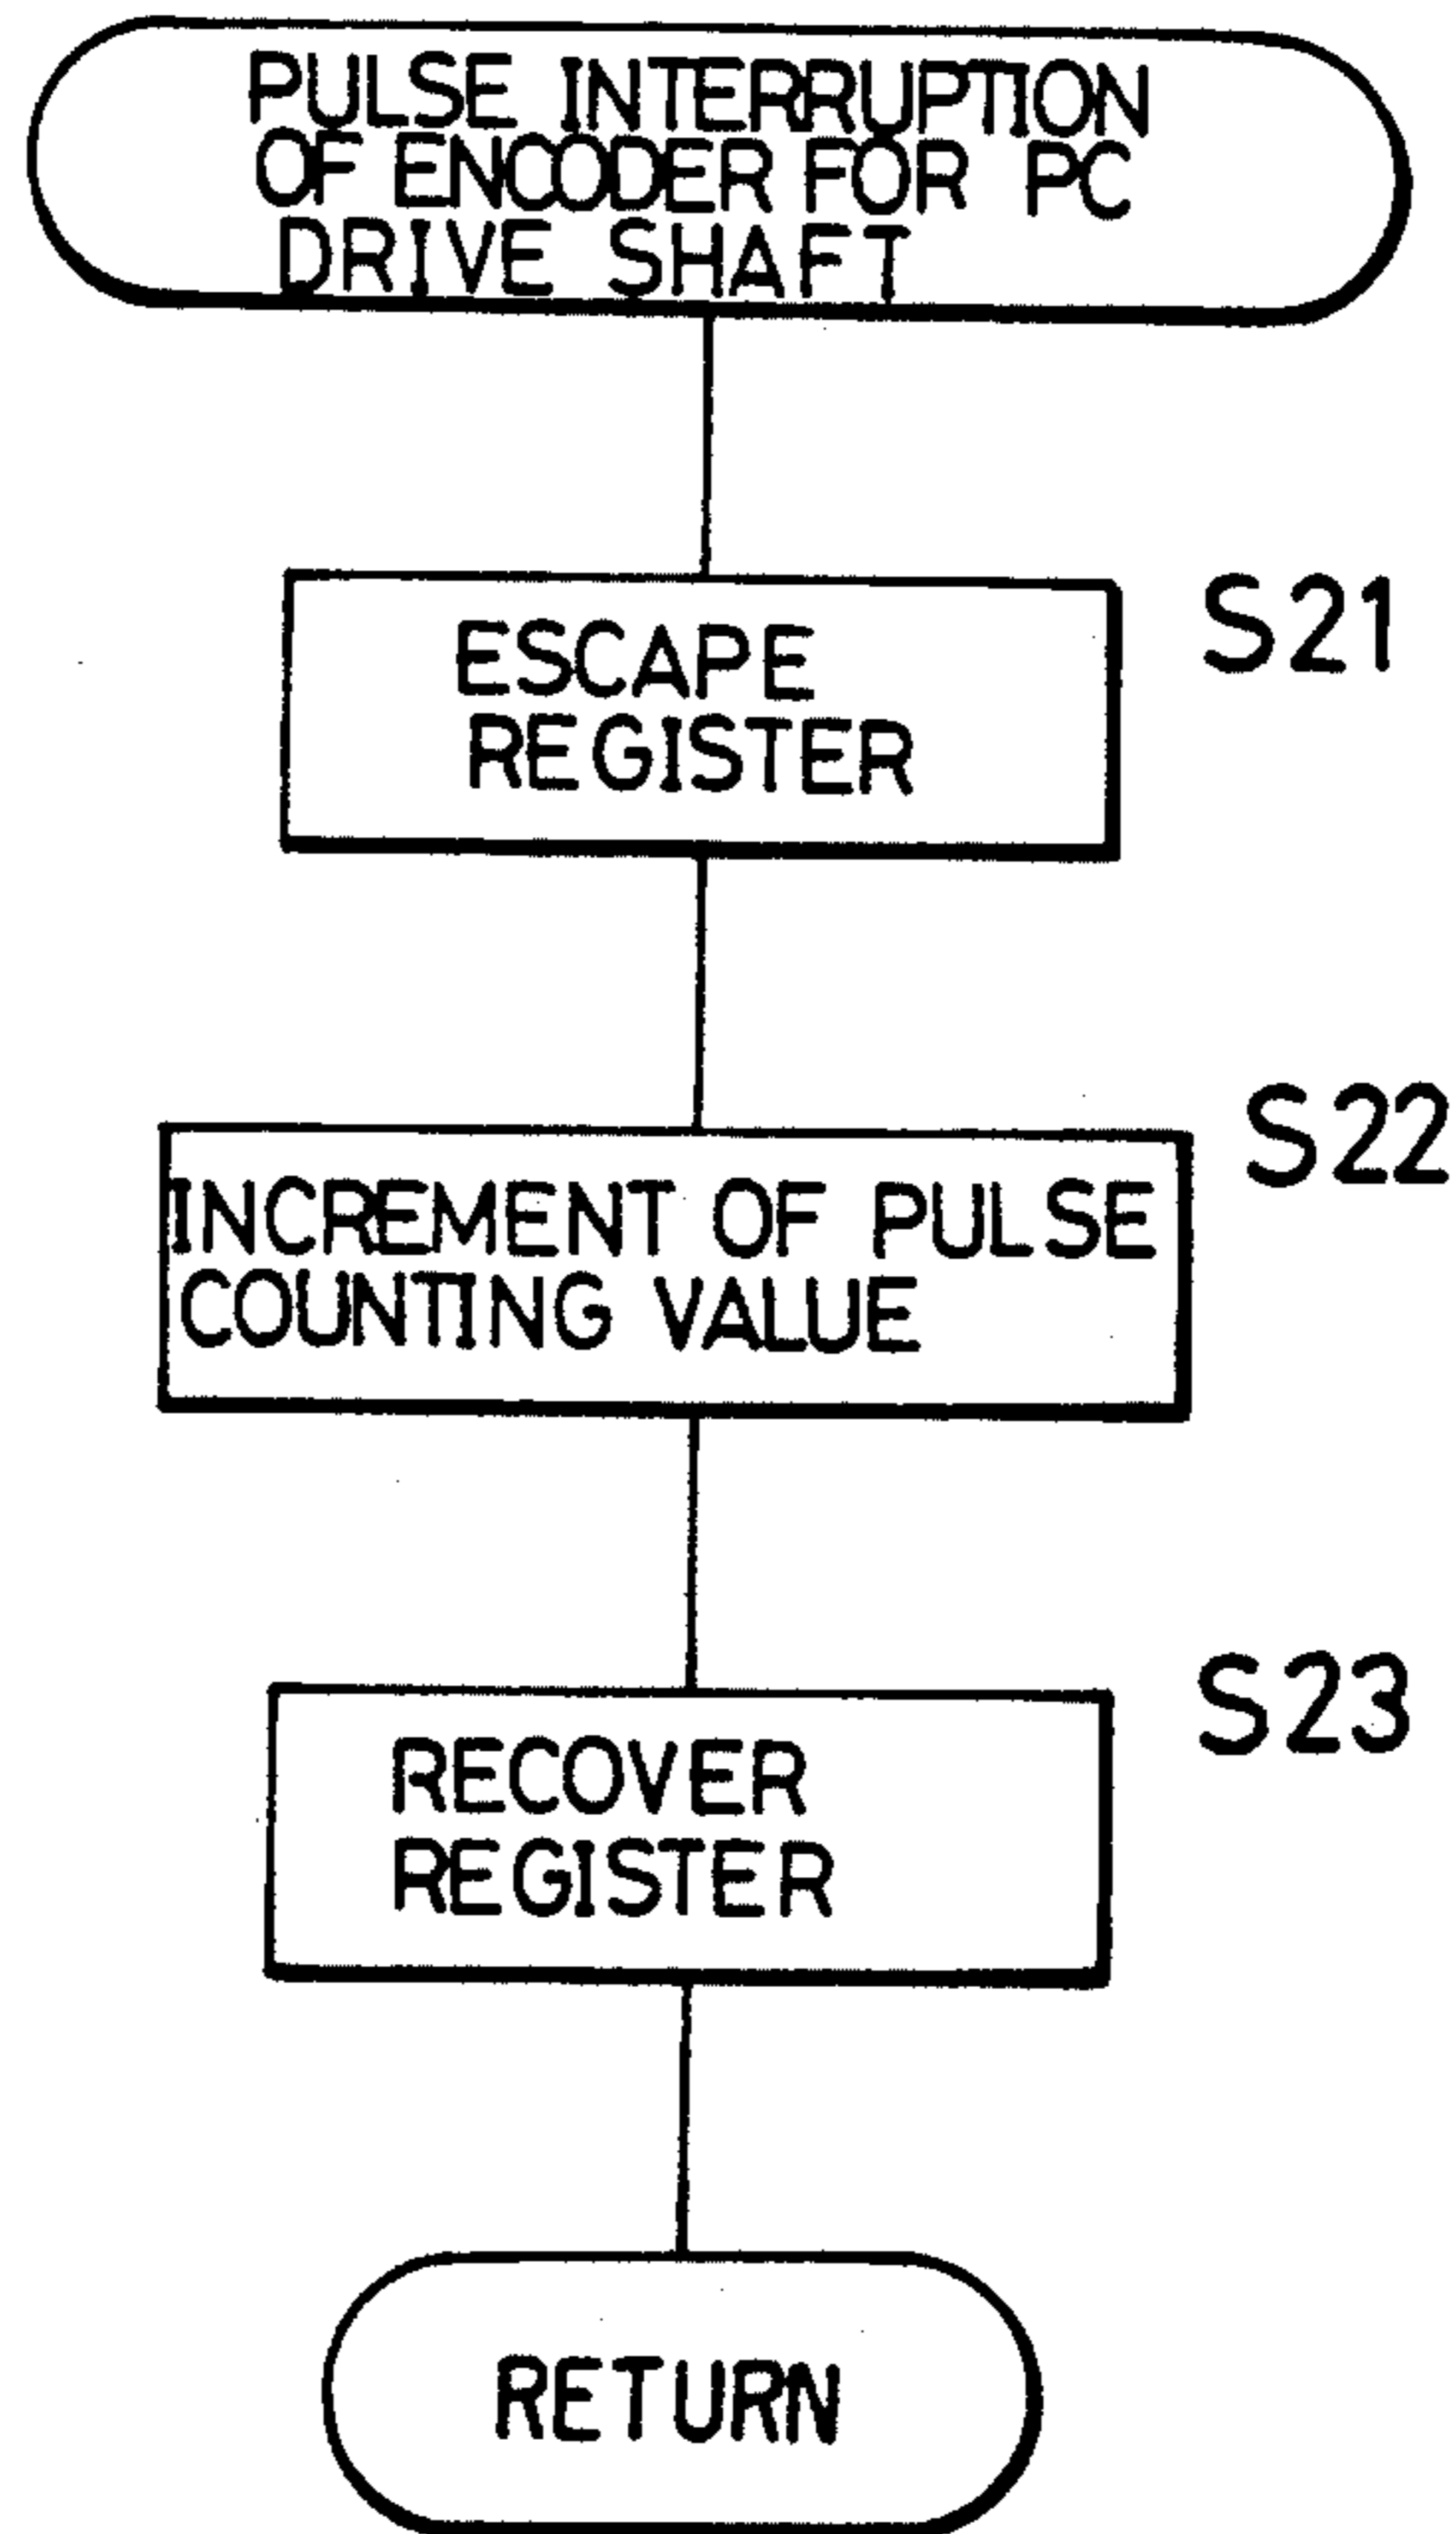 PULSE INTERRUPTION
OF ENCODER FOR PC
DRIVE SHAFT
ESCAPE
REGISTER
S21
INCREMENT OF PULSE
COUNTING VALUE
S22
RECOVER
REGISTER
S23
RETURN